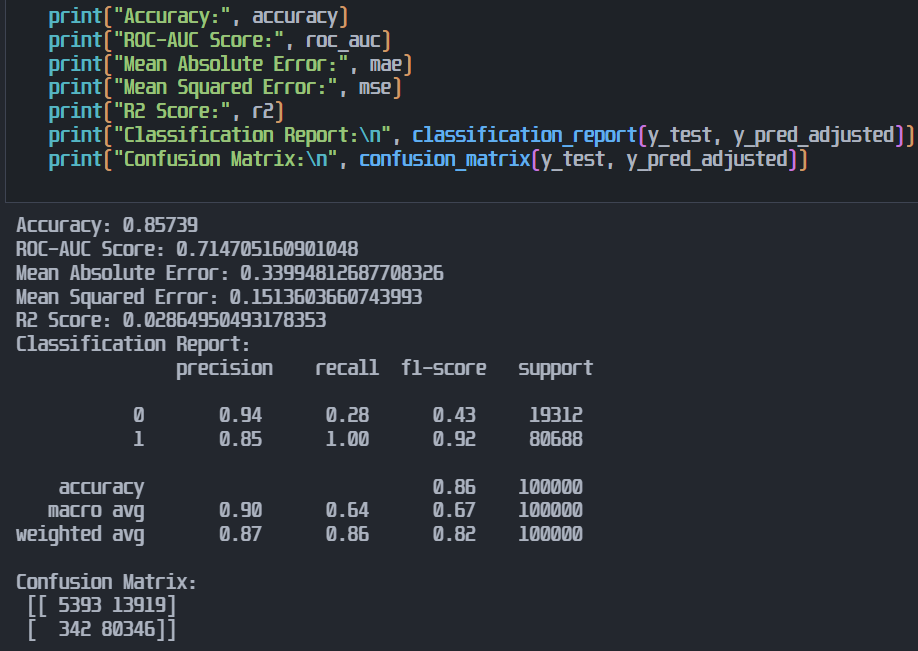 print("Accuracy:", accuracy)
print("ROC-AUC Score:", roc_auc)
print("Mean Absolute Error:", mae)
print("Mean Squared Error:", mse)
print("R2 Score:", r2)
print("Classification Report:\n", classification_report(y_test, y_pred_adjusted))
print("Confusion Matrix:\n", confusion_matrix(y_test, y_pred_adjusted))
Accuracy: 0.85739
ROC-AUC Score: 0.714705160901048
Mean Absolute Error: 0.33994812687708326
Mean Squared Error: 0.1513603660743993
R2 Score: 0.02864950493178353
Classification Report:
precision recall f1-score support
0 0.94 0.28 0.43 19312
1 0.85 1.00 0.92 80688
accuracy 0.86 100000
macro avg 0.90 0.64 0.67 100000
weighted avg 0.87 0.86 0.82 100000
Confusion Matrix:
[[ 5393 13919]
[ 342 80346]]